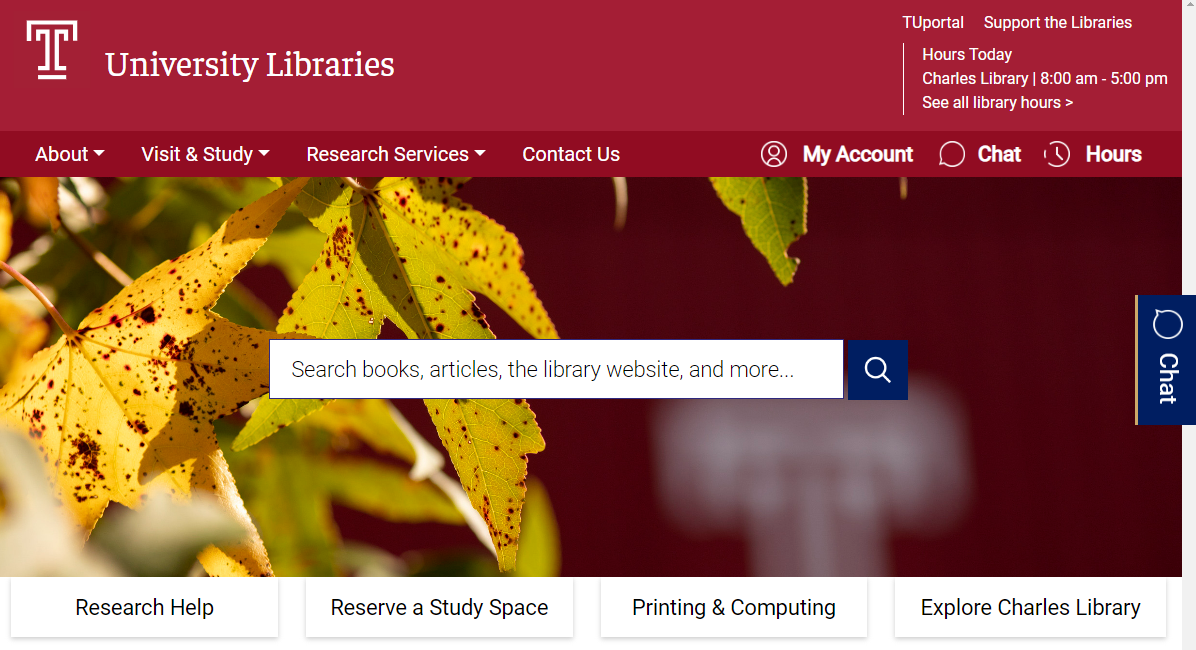 TUportal Support the Libraries
T University Libraries
Hours Today
Charles Library | 8:00 am - 5:00 pm
See all library hours >
About Visit & Study Research Services Contact Us My Account Chat Hours
Search books, articles, the library website, and more...
Chat
Research Help Reserve a Study Space Printing & Computing Explore Charles Library